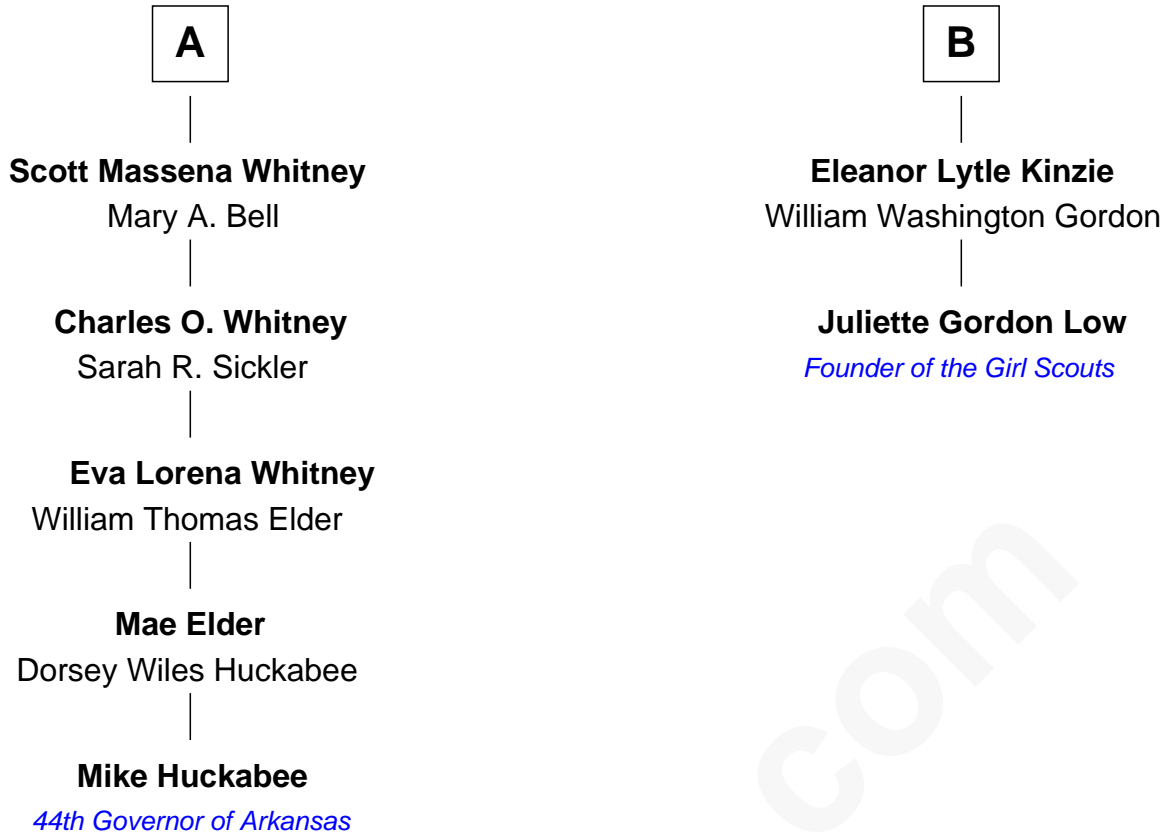 A
Scott Massena Whitney
Mary A. Bell
Charles O. Whitney
Sarah R. Sickler
Eva Lorena Whitney
William Thomas Elder
Mae Elder
Dorsey Wiles Huckabee
Mike Huckabee
44th Governor of Arkansas
B
Eleanor Lytle Kinzie
William Washington Gordon
Juliette Gordon Low
Founder of the Girl Scouts
com